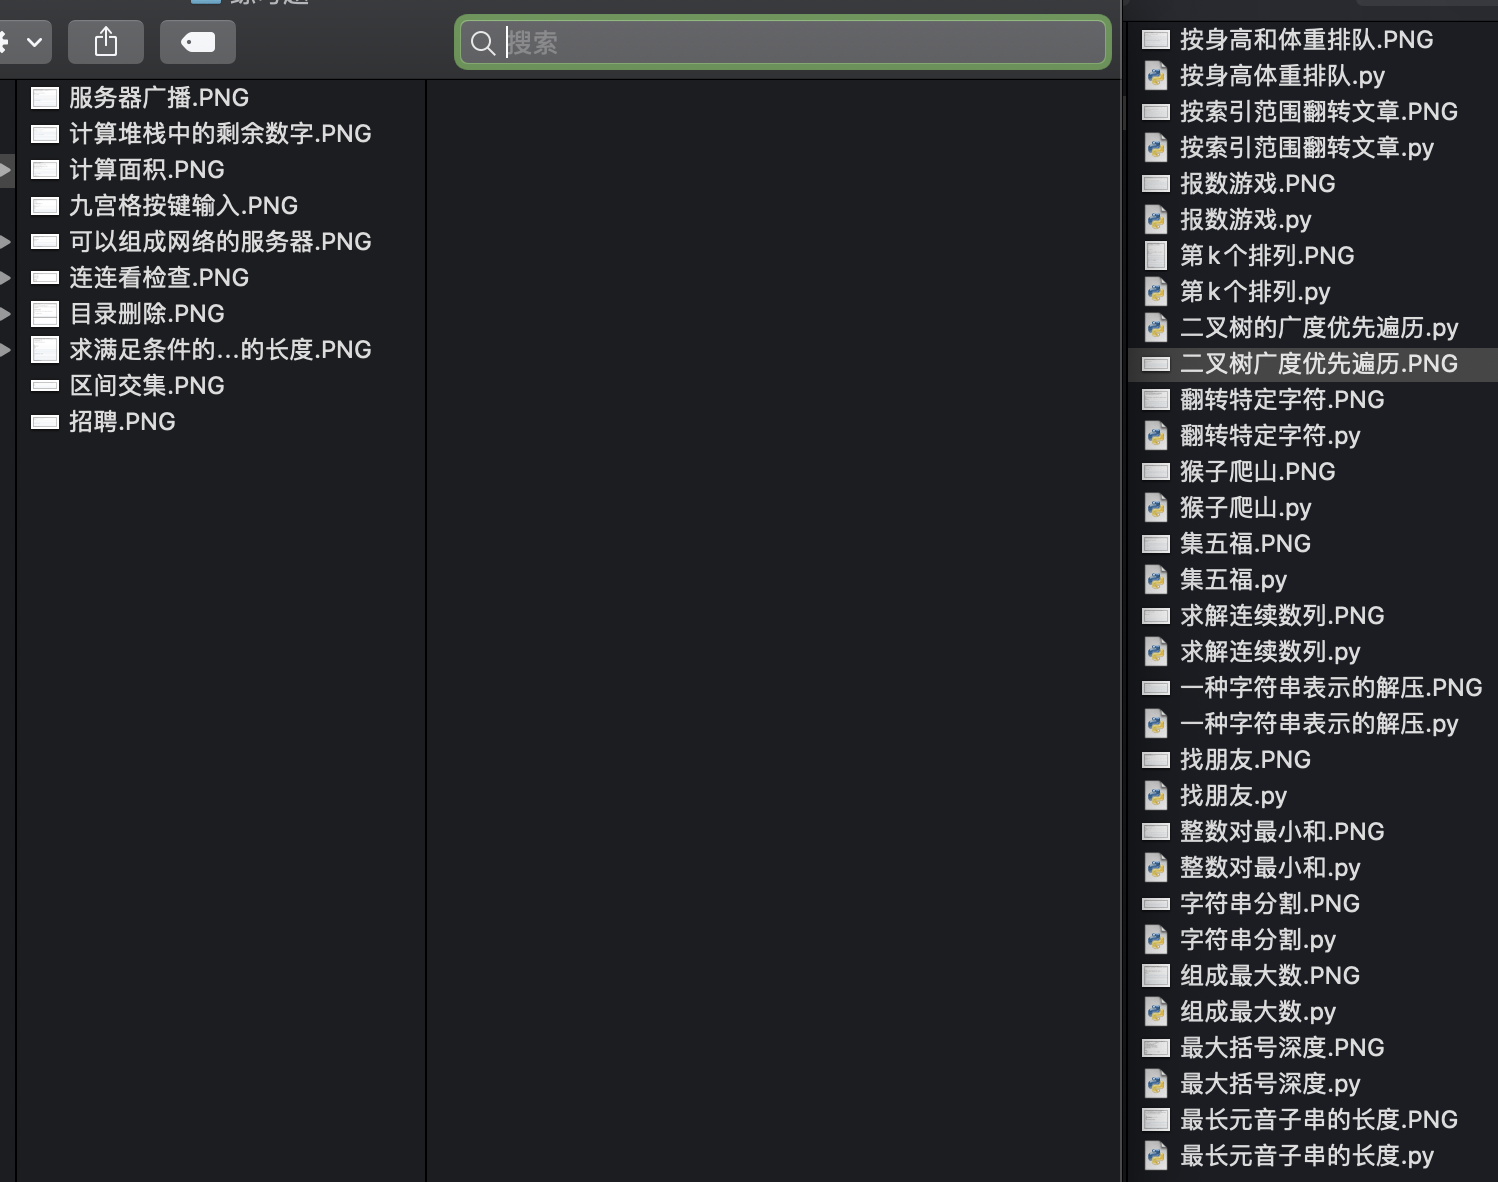 搜索
服务器广播.PNG
计算堆栈中的剩余数字.PNG
计算面积.PNG
九宫格按键输入.PNG
可以组成网络的服务器.PNG
连连看检查.PNG
目录删除.PNG
求满足条件的...的长度.PNG
区间交集.PNG
招聘.PNG
按身高和体重排队.PNG
按身高体重排队.py
按索引范围翻转文章.PNG
按索引范围翻转文章.py
报数游戏.PNG
报数游戏.py
第k个排列.PNG
第k个排列.py
二叉树的广度优先遍历.py
二叉树广度优先遍历.PNG
翻转特定字符.PNG
翻转特定字符.py
猴子爬山.PNG
猴子爬山.py
集五福.PNG
集五福.py
求解连续数列.PNG
求解连续数列.py
一种字符串表示的解压.PNG
一种字符串表示的解压.py
找朋友.PNG
找朋友.py
整数对最小和.PNG
整数对最小和.py
字符串分割.PNG
字符串分割.py
组成最大数.PNG
组成最大数.py
最大括号深度.PNG
最大括号深度.py
最长元音子串的长度.PNG
最长元音子串的长度.py